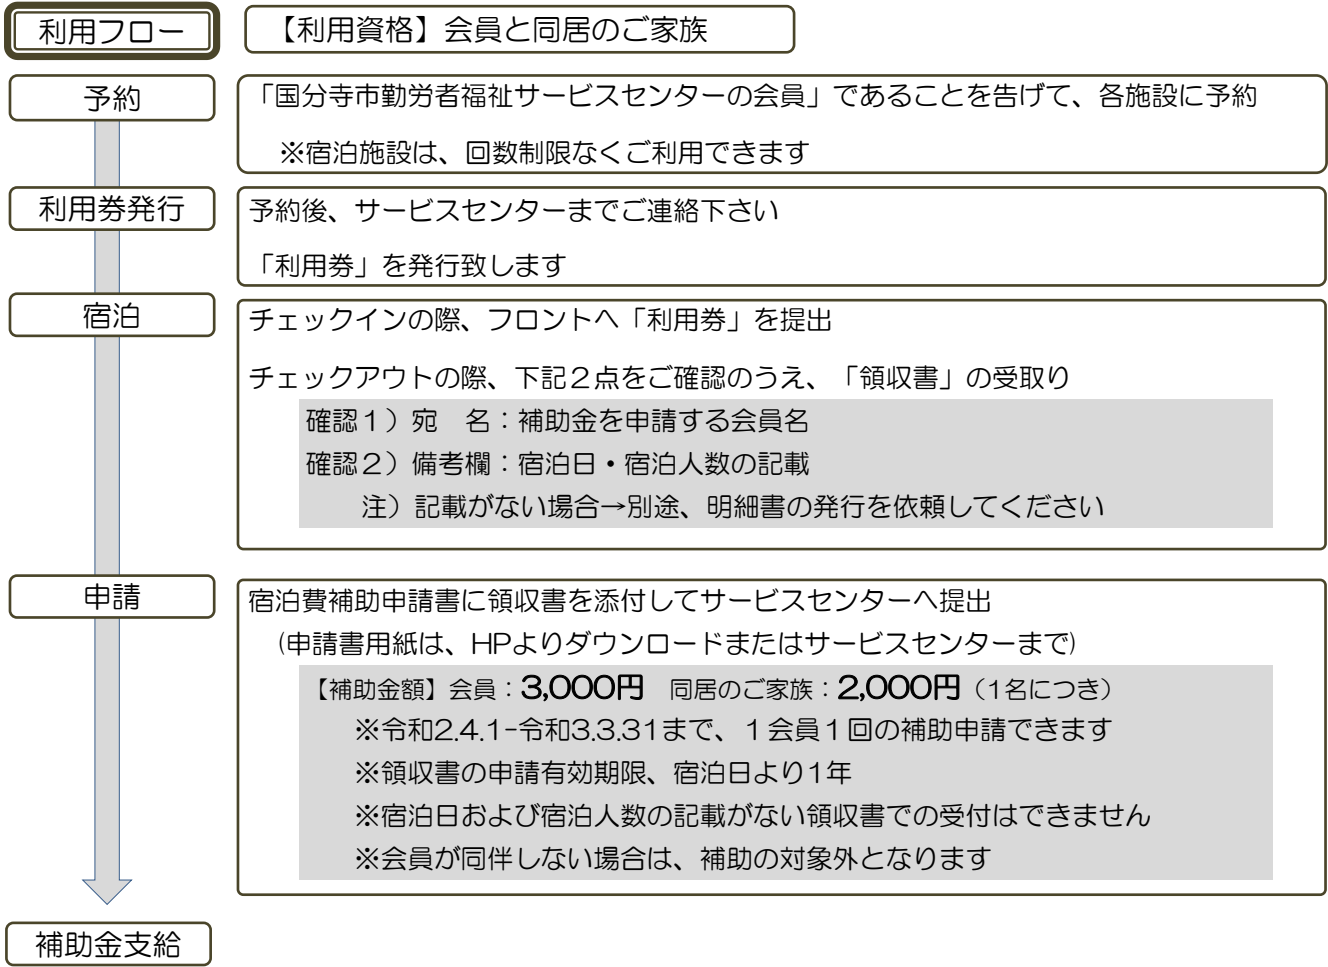 利用フロー
【利用資格】会員と同居のご家族
予約
「国分寺市勤労者福祉サービスセンターの会員」であることを告げて、各施設に予約
※宿泊施設は、回数制限なくご利用できます
利用券発行
予約後、サービスセンターまでご連絡下さい
「利用券」を発行致します
宿泊
チェックインの際、フロントへ「利用券」を提出
チェックアウトの際、下記２点をご確認のうえ、「領収書」の受取り
確認１）宛　名：補助金を申請する会員名
確認２）備考欄：宿泊日・宿泊人数の記載
注）記載がない場合→別途、明細書の発行を依頼してください
申請
宿泊費補助申請書に領収書を添付してサービスセンターへ提出
(申請書用紙は、HPよりダウンロードまたはサービスセンターまで)
【補助金額】会員：3,000円　同居のご家族：2,000円（1名につき）
※令和2.4.1-令和3.3.31まで、１会員１回の補助申請できます
※領収書の申請有効期限、宿泊日より1年
※宿泊日および宿泊人数の記載がない領収書での受付はできません
※会員が同伴しない場合は、補助の対象外となります
補助金支給